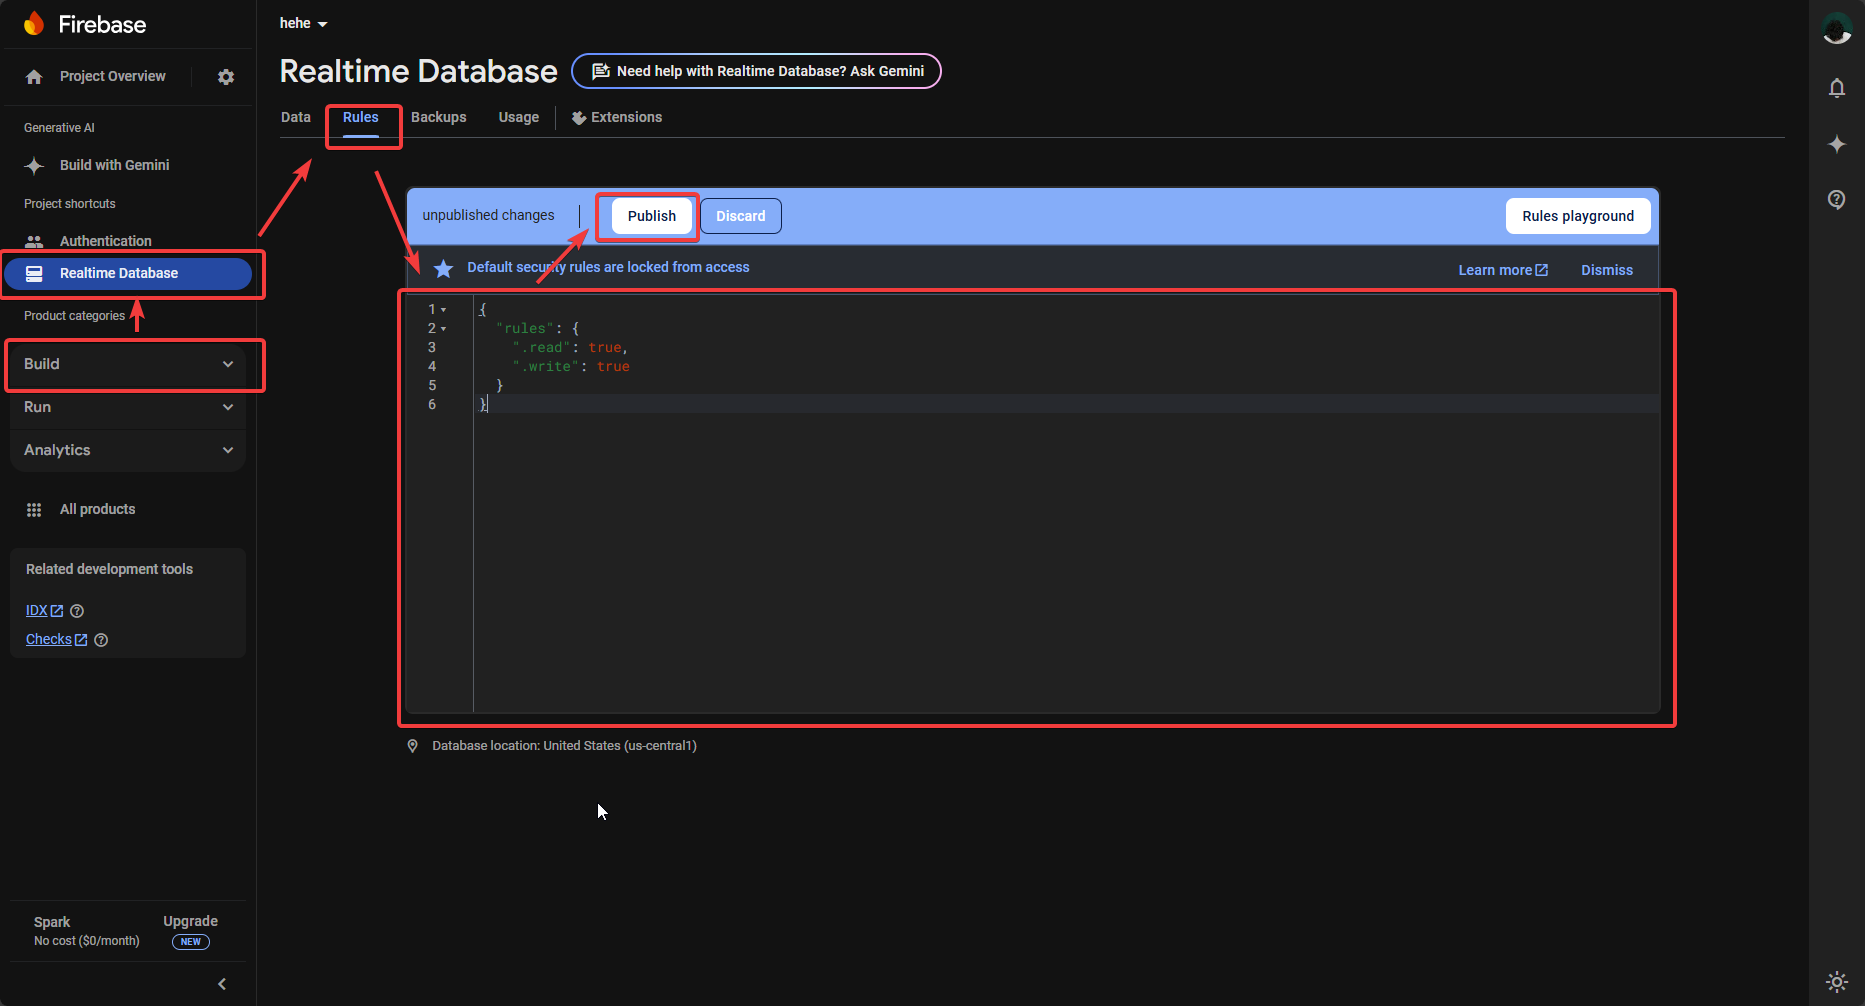 Firebase
Project Overview
Generative AI
Build with Gemini
Project shortcuts
Authentication
Realtime Database
Product categories
Build
Run
Analytics
All products
Related development tools
IDX
Checks
Spark
No cost ($0/month)
Upgrade
NEW
hehe
Realtime Database
Need help with Realtime Database? Ask Gemini
Data Rules Backups Usage Extensions
unpublished changes Publish Discard Rules playground
Default security rules are locked from access Learn more Dismiss
1 {
2 "rules": {
3 ".read": true,
4 ".write": true
5 }
6 }
Database location: United States (us-central1)